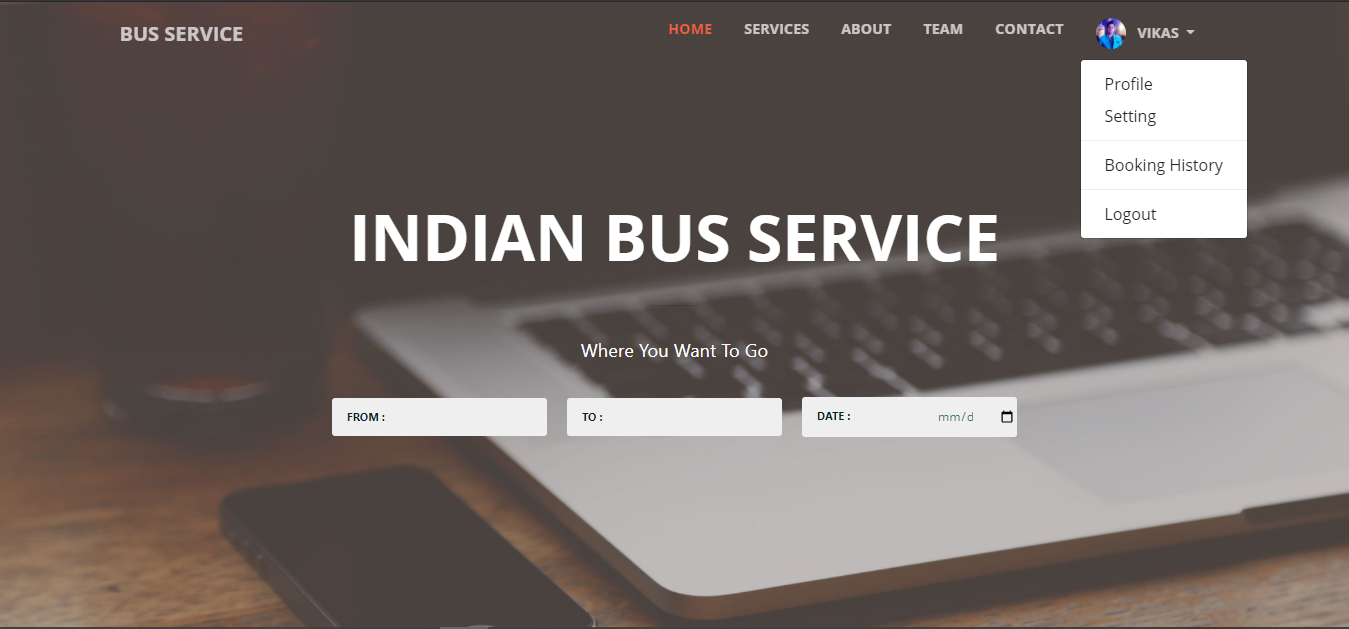 BUS SERVICE
HOME SERVICES ABOUT TEAM CONTACT VIKAS
Profile
Setting
Booking History
Logout
INDIAN BUS SERVICE
Where You Want To Go
FROM : TO : DATE : mm/d